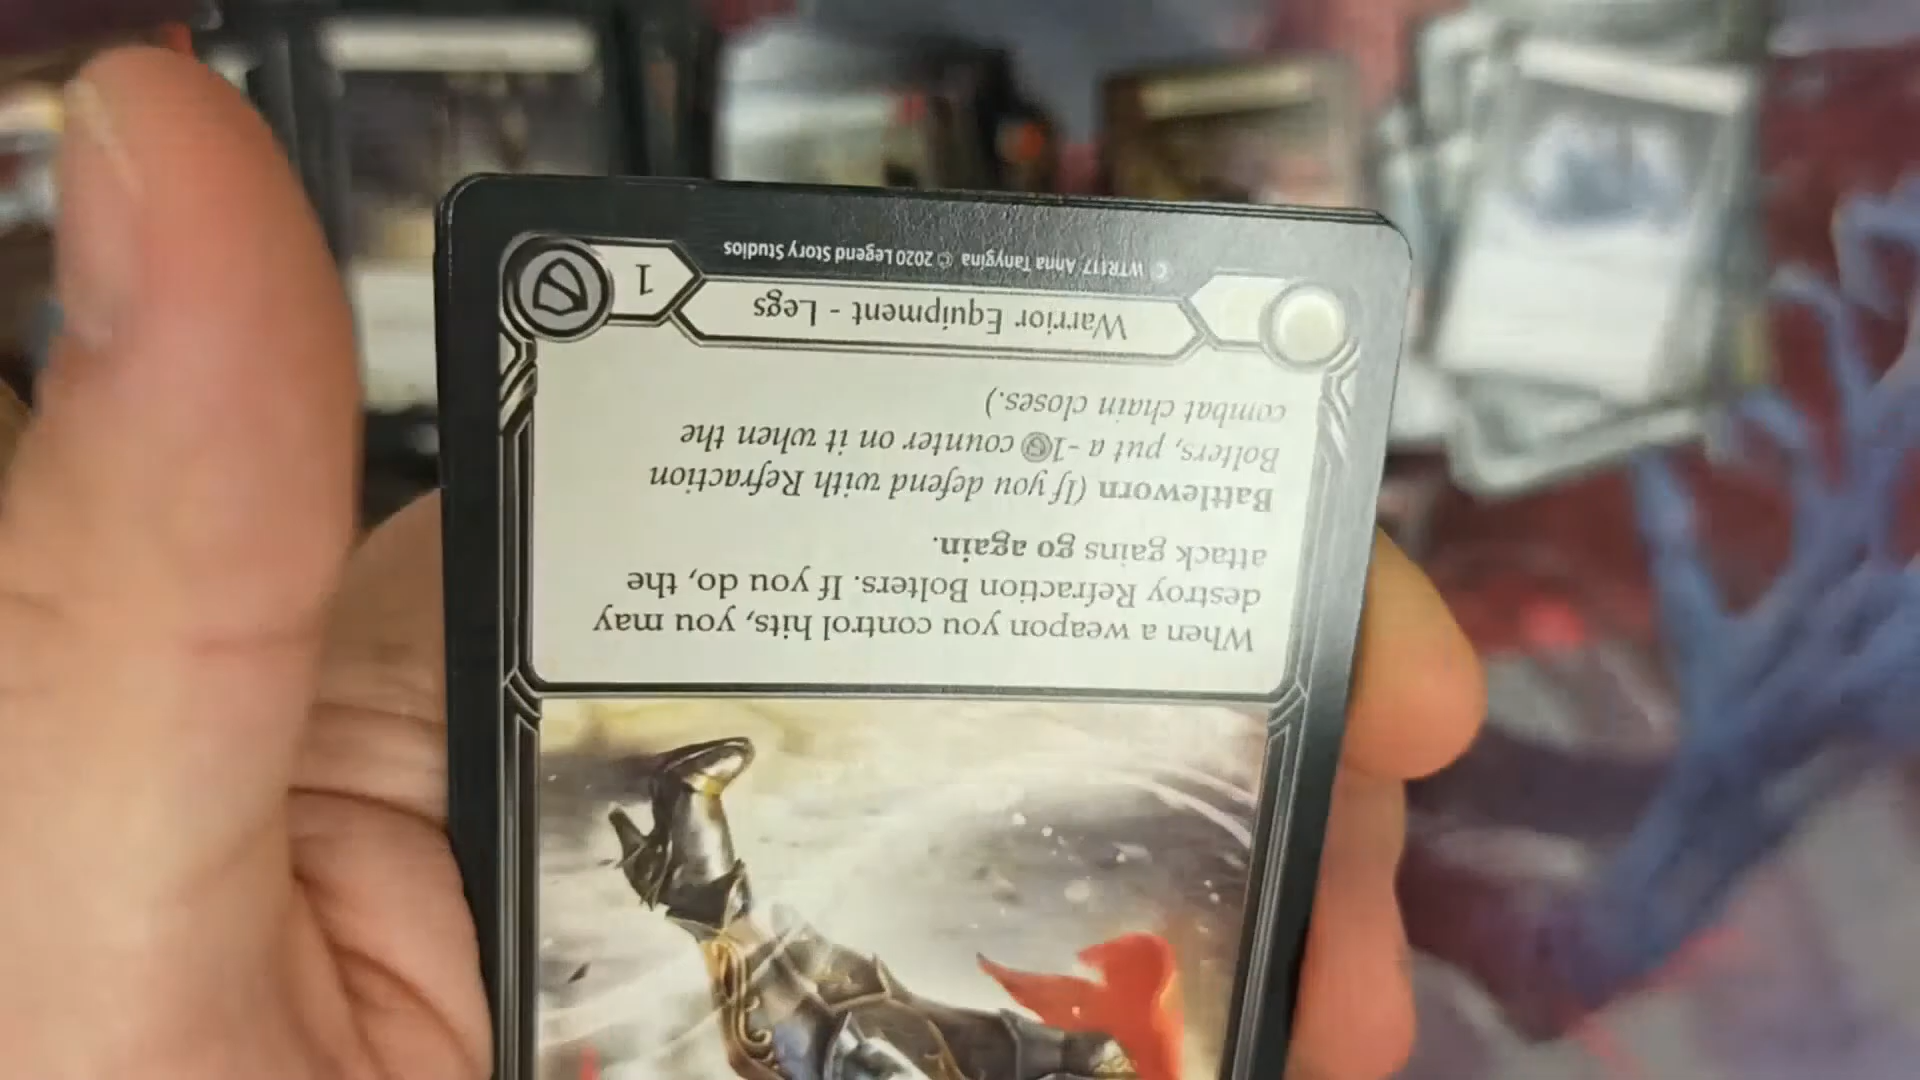 When a weapon you control hits, you may
destroy Refraction Bolters. If you do, the
attack gains go again.
Battleworn (If you defend with Refraction
Bolters, put a -1 counter on it when the
combat chain closes.)
Warrior Equipment - Legs
1
C WTR117 Anna Tanygina © 2020 Legend Story Studios